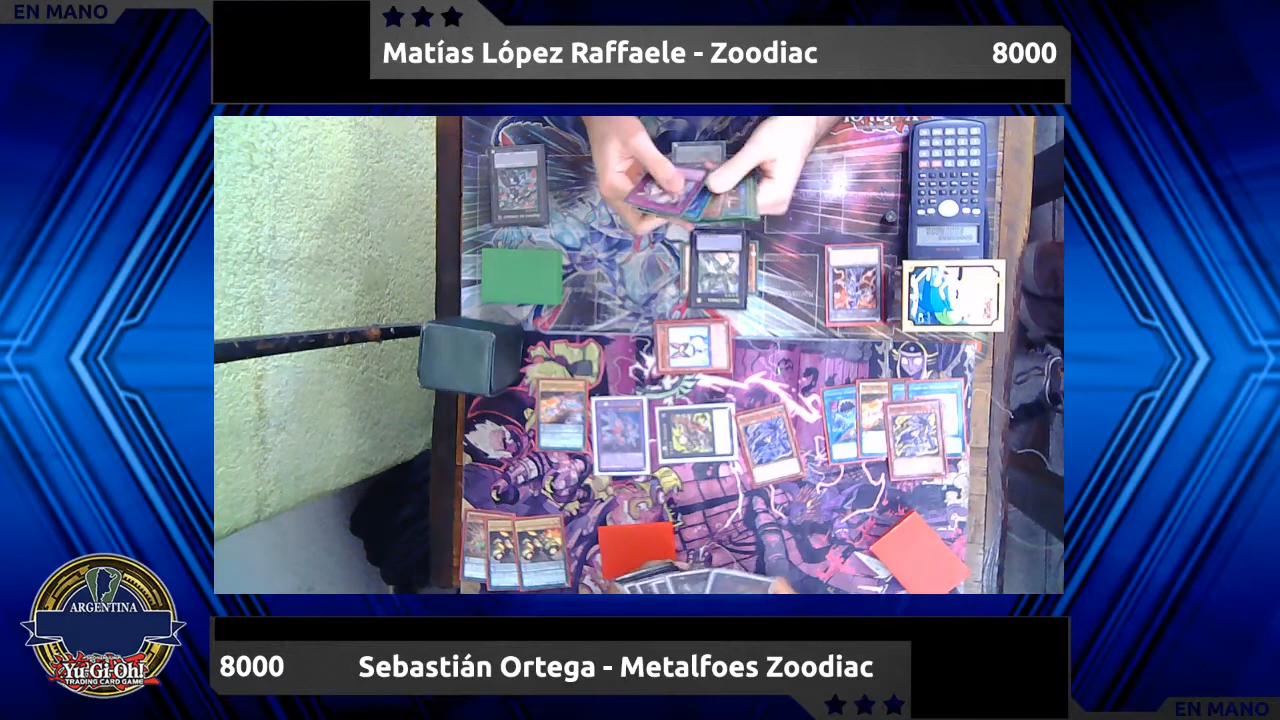 EN MANO
Matías López Raffaele - Zoodiac
8000
ARGENTINA
Yu-Gi-Oh!
TRADING CARD GAME
8000
Sebastián Ortega - Metalfoes Zoodiac
EN MANO